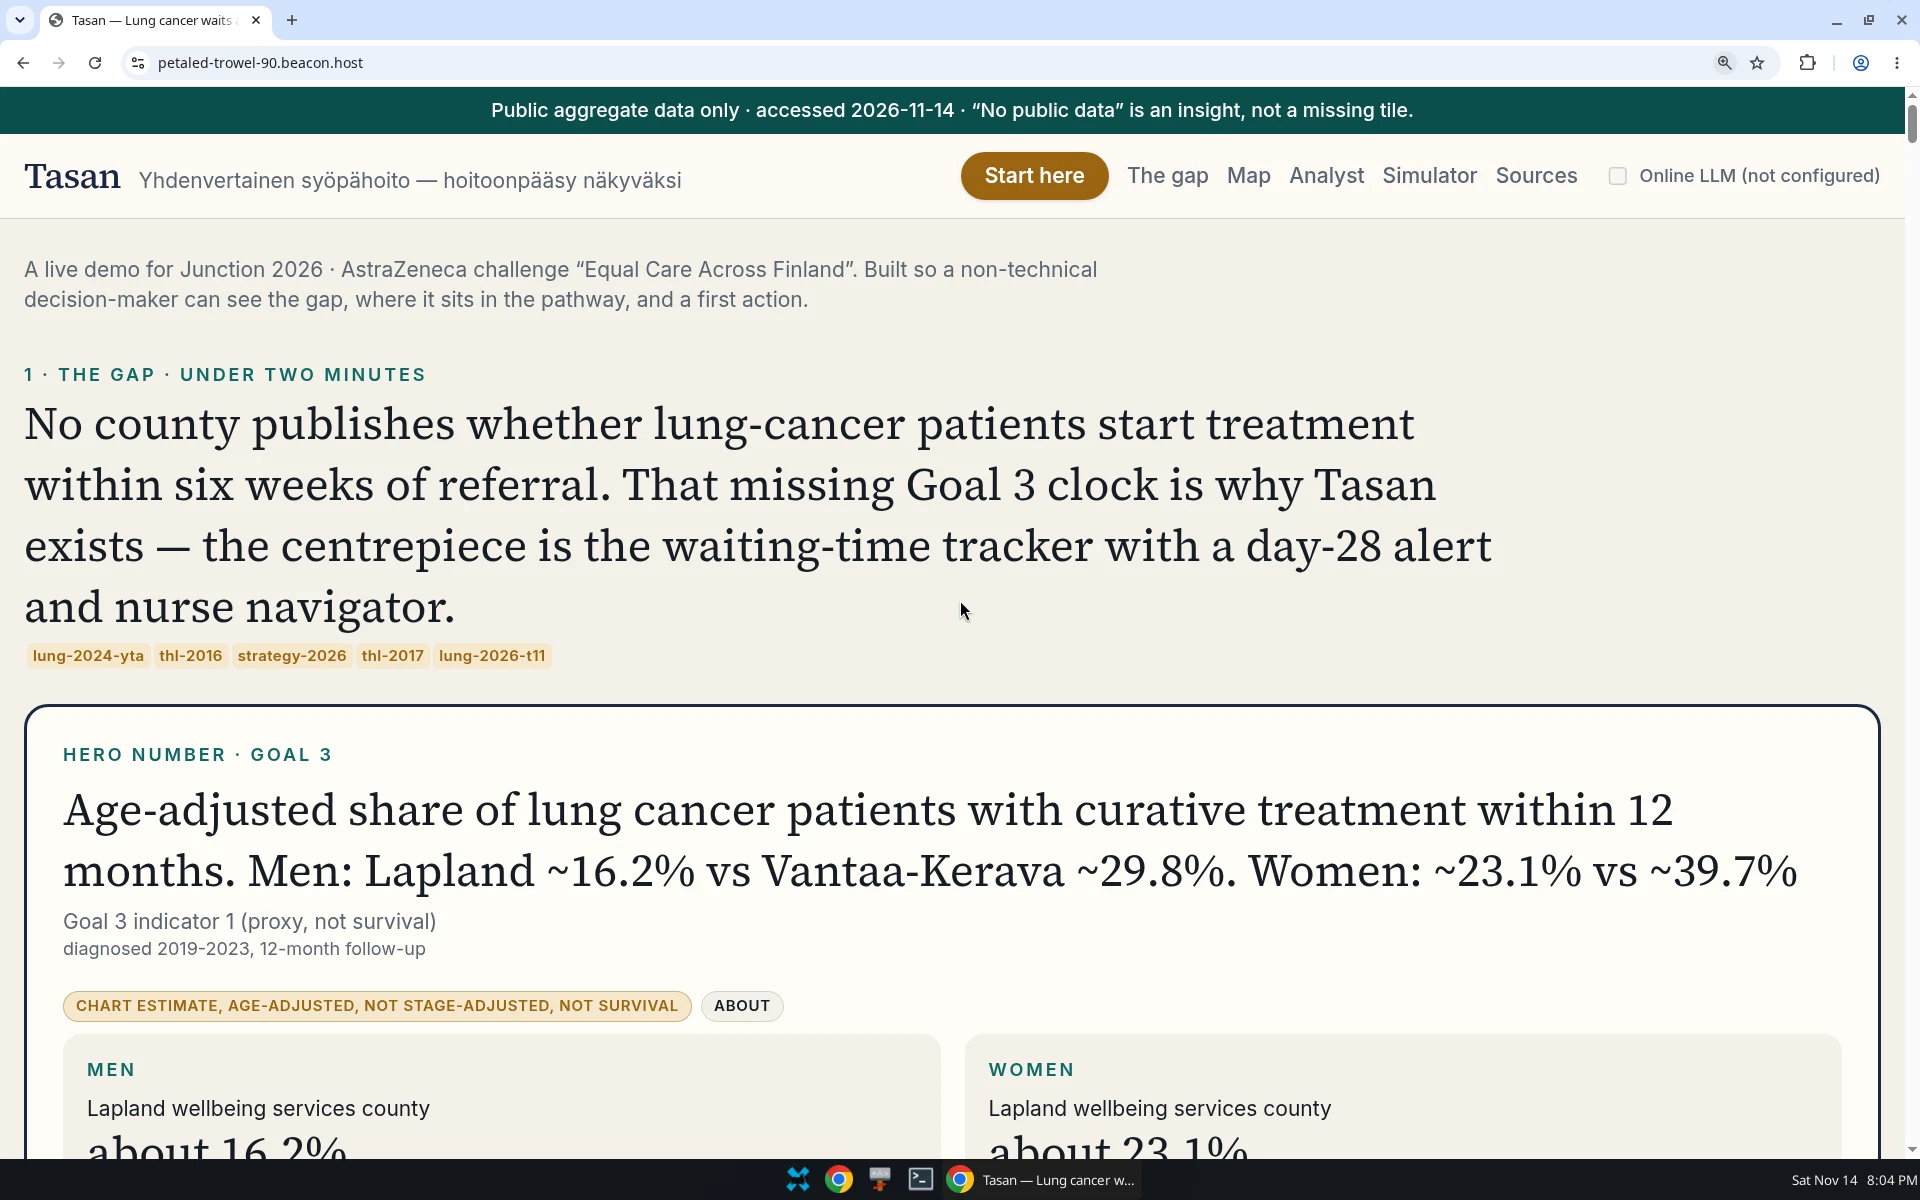 Tasan — Lung cancer waits
petaled-trowel-90.beacon.host
Public aggregate data only · accessed 2026-11-14 · “No public data” is an insight, not a missing tile.
Tasan Yhdenvertainen syöpähoito — hoitoonpääsy näkyväksi
Start here The gap Map Analyst Simulator Sources Online LLM (not configured)
A live demo for Junction 2026 · AstraZeneca challenge “Equal Care Across Finland”. Built so a non-technical
decision-maker can see the gap, where it sits in the pathway, and a first action.
1 · THE GAP · UNDER TWO MINUTES
No county publishes whether lung-cancer patients start treatment
within six weeks of referral. That missing Goal 3 clock is why Tasan
exists — the centrepiece is the waiting-time tracker with a day-28 alert
and nurse navigator.
lung-2024-yta thl-2016 strategy-2026 thl-2017 lung-2026-t11
HERO NUMBER · GOAL 3
Age-adjusted share of lung cancer patients with curative treatment within 12
months. Men: Lapland ~16.2% vs Vantaa-Kerava ~29.8%. Women: ~23.1% vs ~39.7%
Goal 3 indicator 1 (proxy, not survival)
diagnosed 2019-2023, 12-month follow-up
CHART ESTIMATE, AGE-ADJUSTED, NOT STAGE-ADJUSTED, NOT SURVIVAL ABOUT
MEN
Lapland wellbeing services county
about 16.2%
WOMEN
Lapland wellbeing services county
about 23.1%
Tasan — Lung cancer w...
Sat Nov 14 8:04 PM